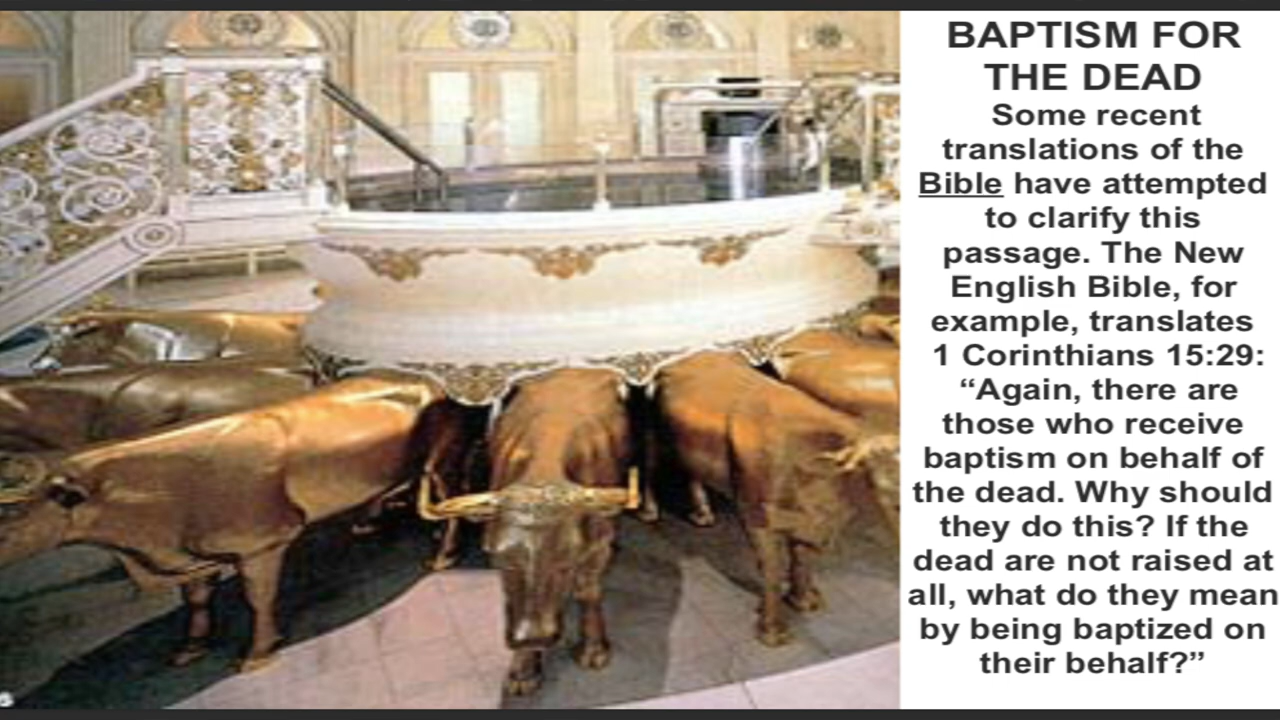 BAPTISM FOR
THE DEAD
Some recent
translations of the
Bible have attempted
to clarify this
passage. The New
English Bible, for
example, translates
1 Corinthians 15:29:
“Again, there are
those who receive
baptism on behalf of
the dead. Why should
they do this? If the
dead are not raised at
all, what do they mean
by being baptized on
their behalf?”